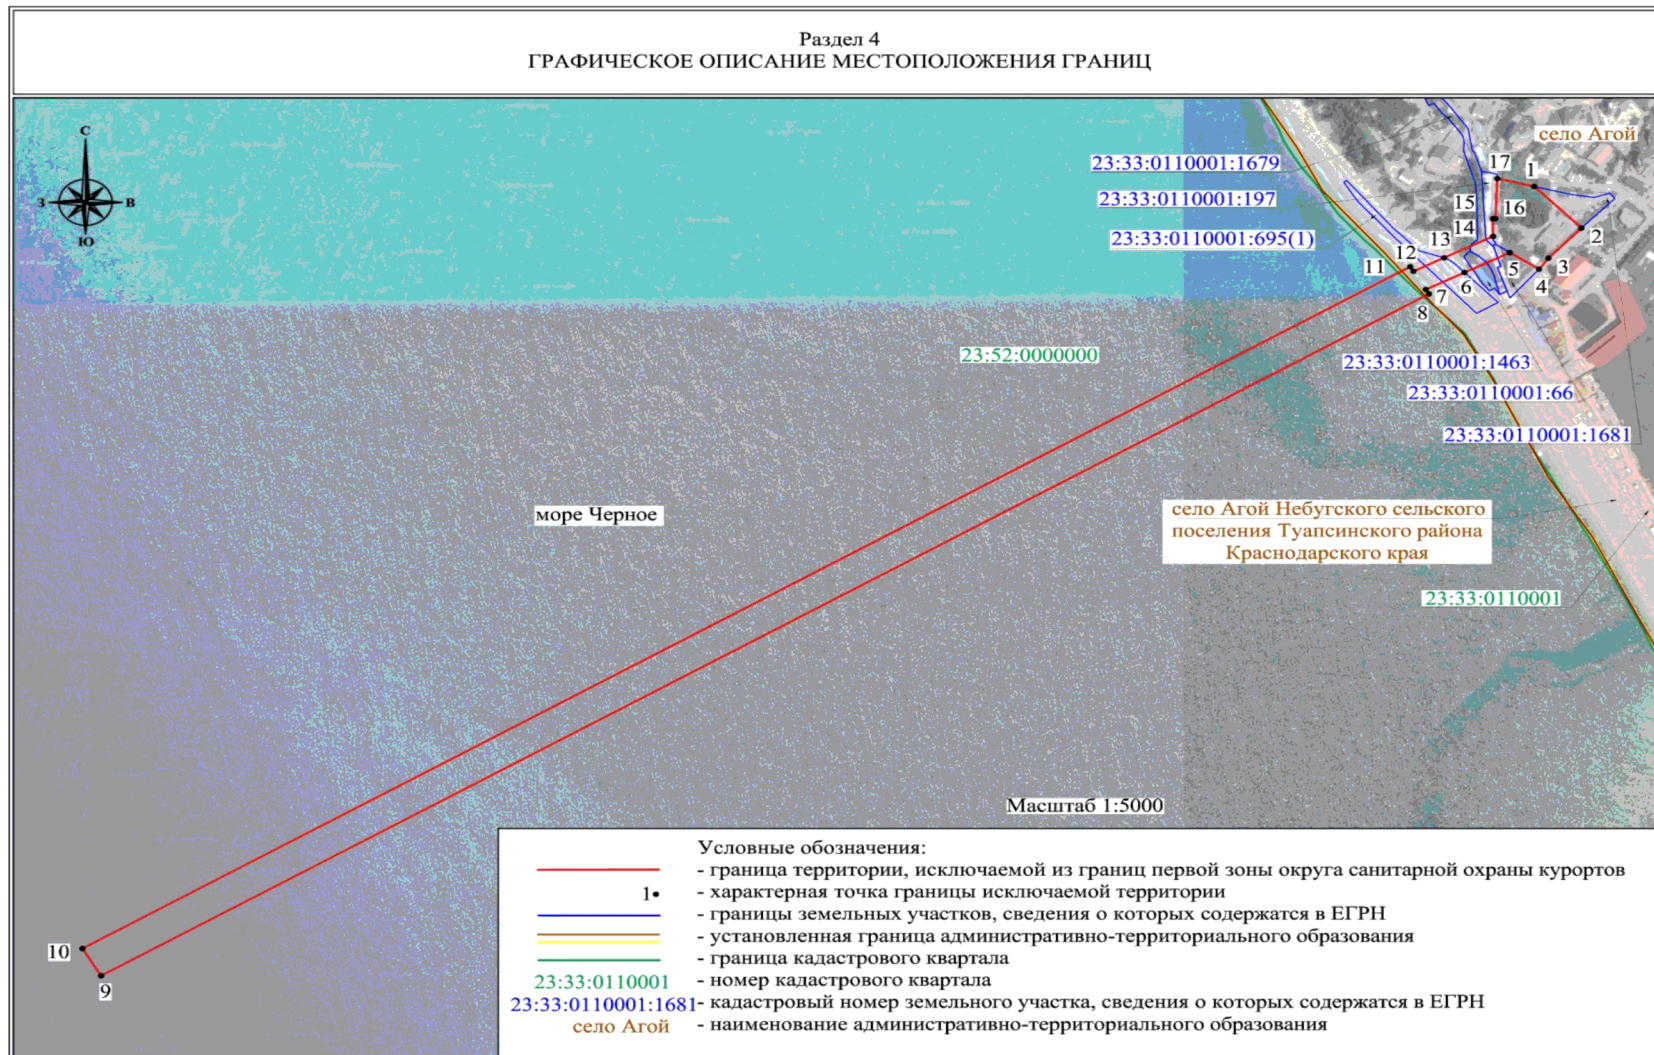 Раздел 4
ГРАФИЧЕСКОЕ ОПИСАНИЕ МЕСТОПОЛОЖЕНИЯ ГРАНИЦ
С
З
В
Ю
село Агой
23:33:0110001:1679
23:33:0110001:197
23:33:0110001:695(1)
17
1
15
16
2
14
13
12
11
5
3
4
6
7
8
23:52:0000000
23:33:0110001:1463
23:33:0110001:66
23:33:0110001:1681
море Черное
село Агой Небугского сельского
поселения Туапсинского района
Краснодарского края
23:33:0110001
Масштаб 1:5000
10
9
Условные обозначения:
- граница территории, исключаемой из границ первой зоны округа санитарной охраны курортов
1• - характерная точка границы исключаемой территории
- границы земельных участков, сведения о которых содержатся в ЕГРН
- установленная граница административно-территориального образования
- граница кадастрового квартала
23:33:0110001 - номер кадастрового квартала
23:33:0110001:1681 - кадастровый номер земельного участка, сведения о которых содержатся в ЕГРН
село Агой - наименование административно-территориального образования